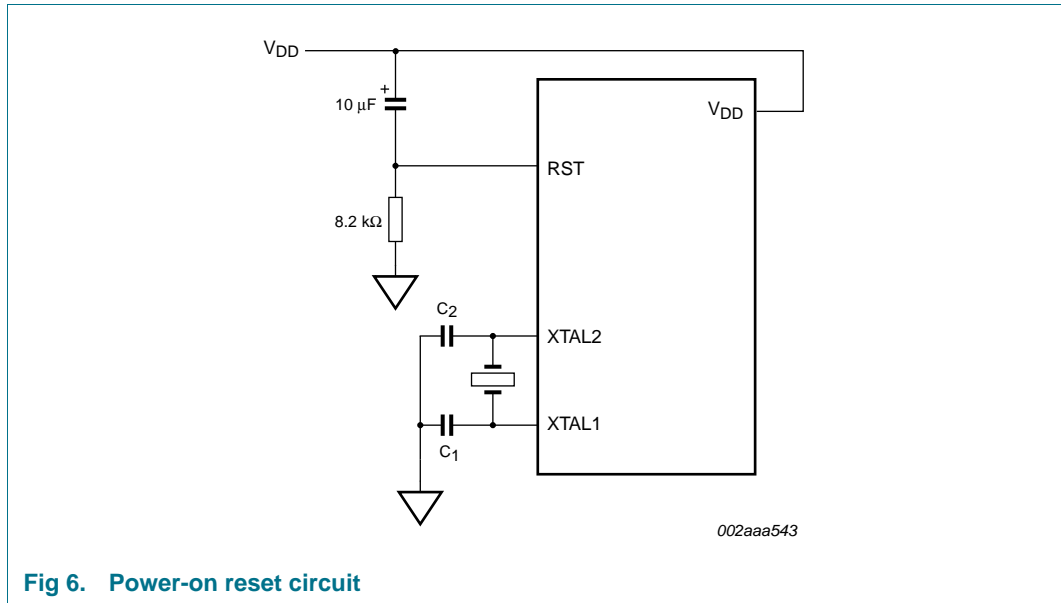 VDD
+
10 μF
VDD
RST
8.2 kΩ
C2
XTAL2
XTAL1
C1
002aaa543
Fig 6. Power-on reset circuit